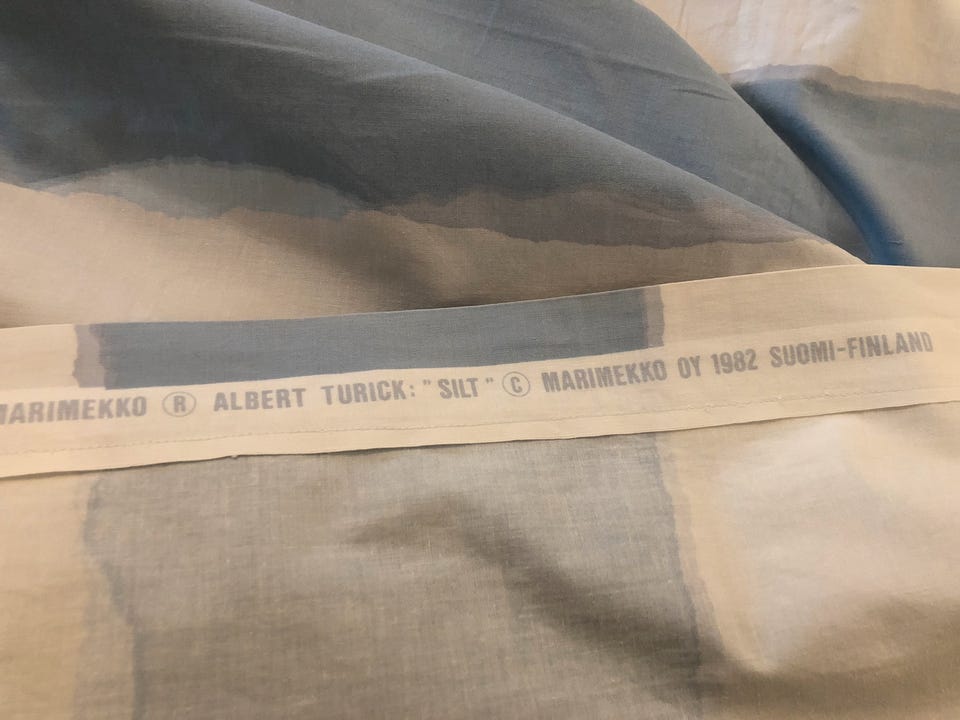 MARIMEKKO ® ALBERT TURICK: "SILT" © MARIMEKKO OY 1982 SUOMI-FINLAND